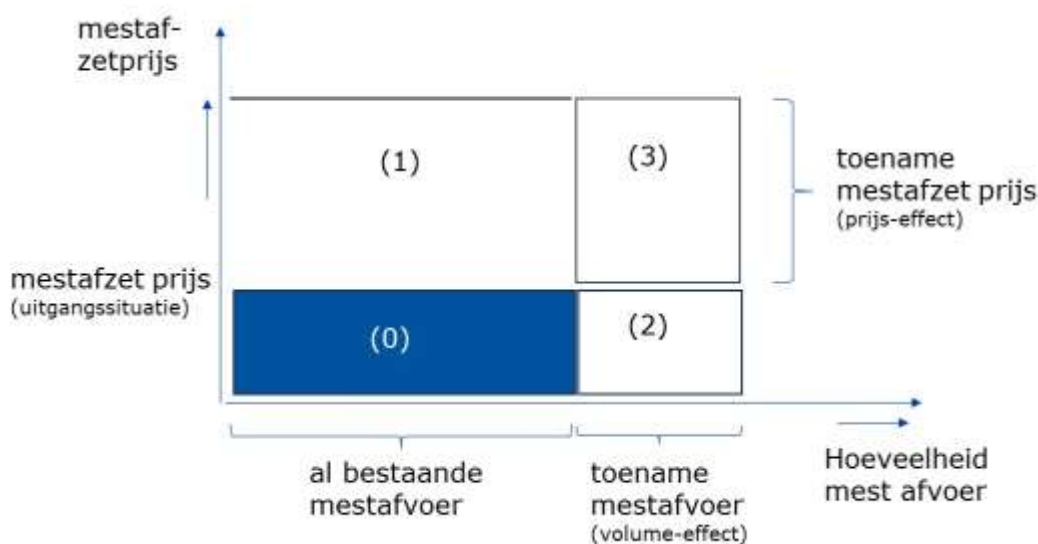 mestaf-
zetprijs
(1)
(3)
toename
mestafzet prijs
(prijs-effect)
mestafzet prijs
(uitgangssituatie)
(0)
(2)
al bestaande
mestafvoer
toename
mestafvoer
(volume-effect)
Hoeveelheid
mest afvoer